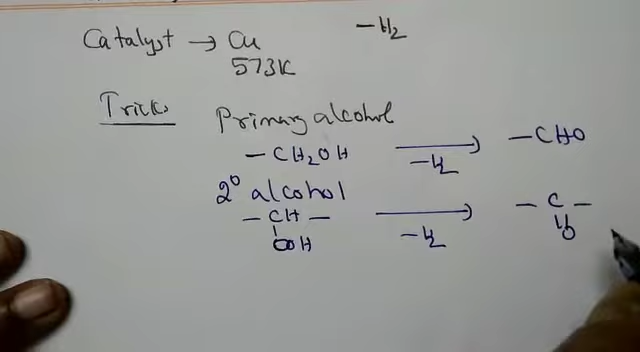 Catalyst → Cu -H2
573K
Trick Primary alcohol
-CH2OH → -CHO
-H2
2° alcohol
-CH- → -C-
OH -H2 O